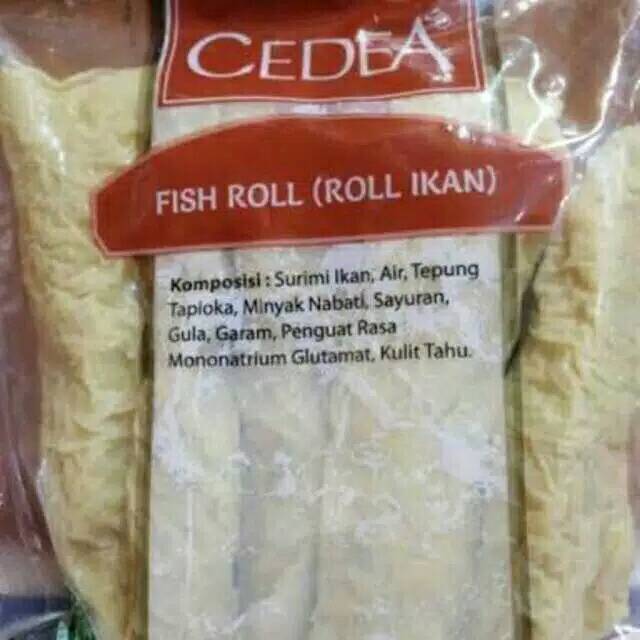 CEDEA
FISH ROLL (ROLL IKAN)
Komposisi : Surimi Ikan, Air, Tepung
Tapioka, Minyak Nabati, Sayuran,
Gula, Garam, Penguat Rasa
Mononatrium Glutamat, Kulit Tahu.